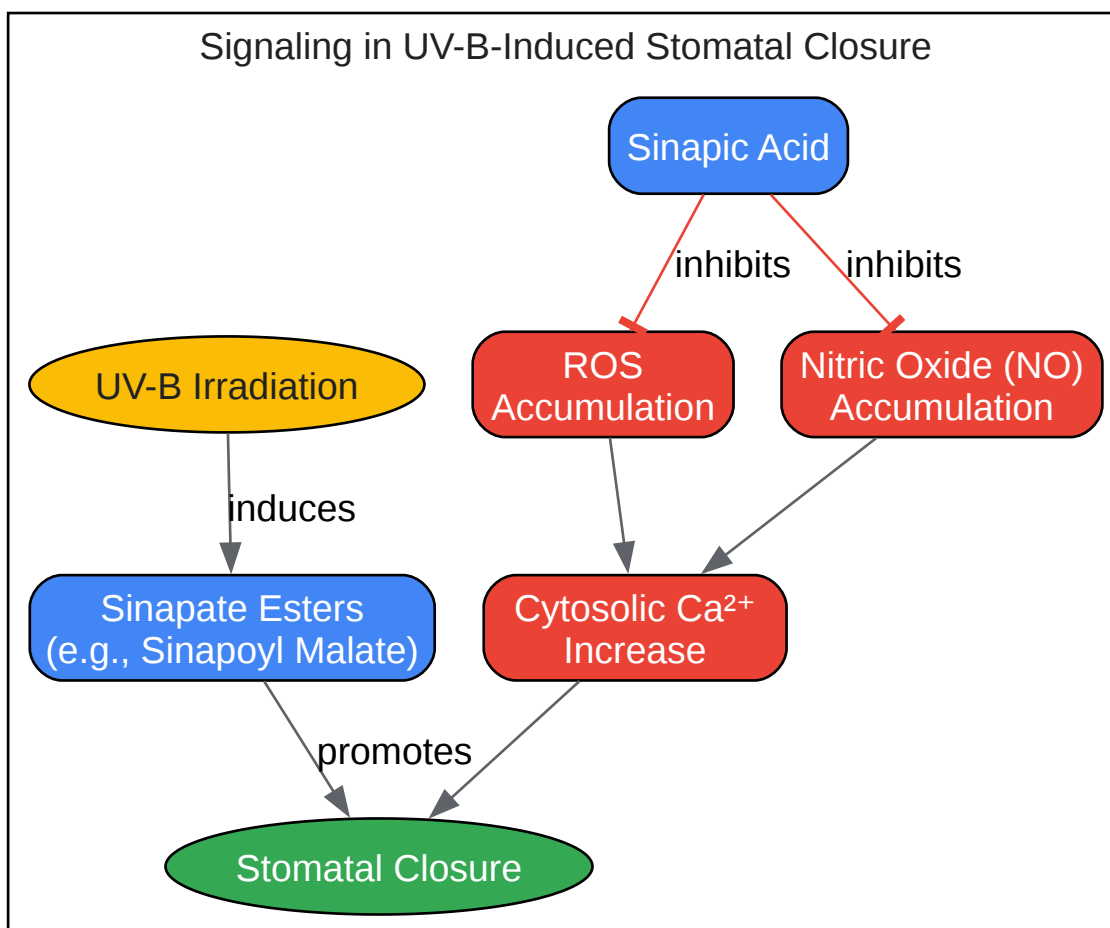 Signaling in UV-B-Induced Stomatal Closure
Sinapic Acid
inhibits
inhibits
UV-B Irradiation
ROS
Accumulation
Nitric Oxide (NO)
Accumulation
induces
Sinapate Esters
(e.g., Sinapoyl Malate)
Cytosolic Ca²⁺
Increase
promotes
Stomatal Closure